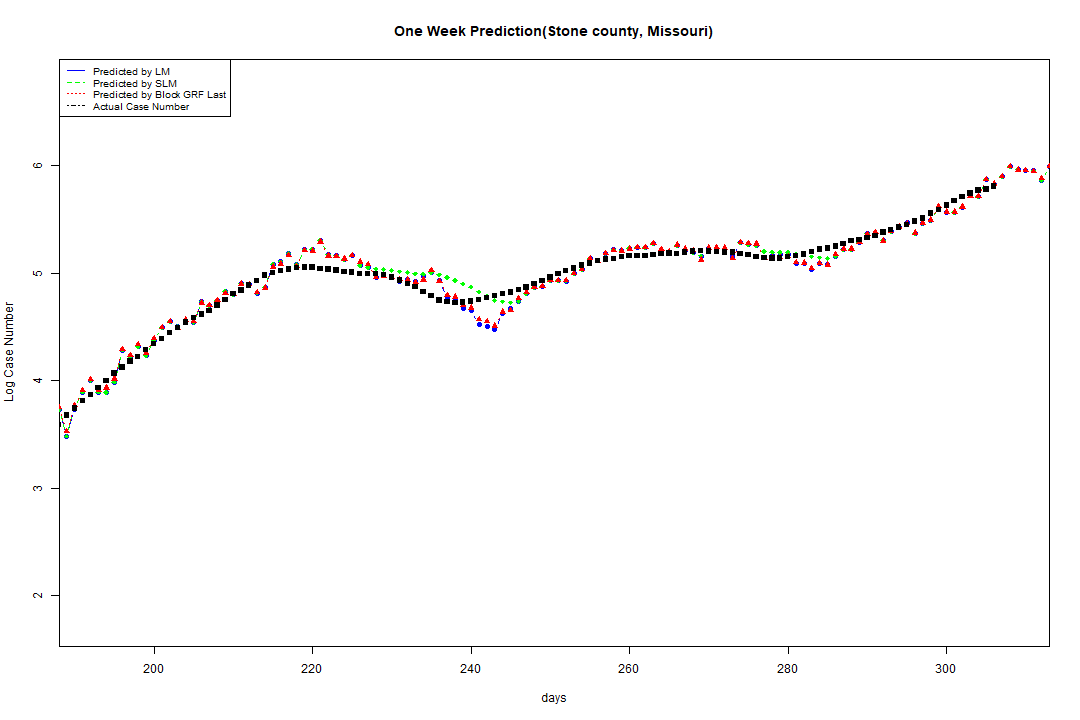 One Week Prediction(Stone county, Missouri)
Predicted by LM
Predicted by SLM
Predicted by Block GRF Last
Actual Case Number
6
5
4
3
2
Log Case Number
200 220 240 260 280 300
days